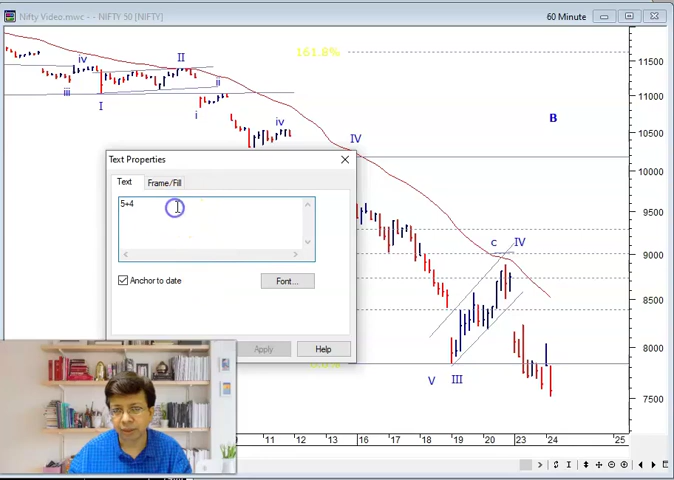 Nifty Video.mwc - NIFTY 50 [NIFTY]
60 Minute
161.8%
11500
11000
10500
10000
9500
9000
8500
8000
7500
iv
II
iii
I
ii
i
iv
IV
B
c
IV
V
III
Text Properties
Text
Frame/Fill
5+4
Anchor to date
Font...
Apply
Help
0.0%
11
12
13
16
17
18
19
20
23
24
25